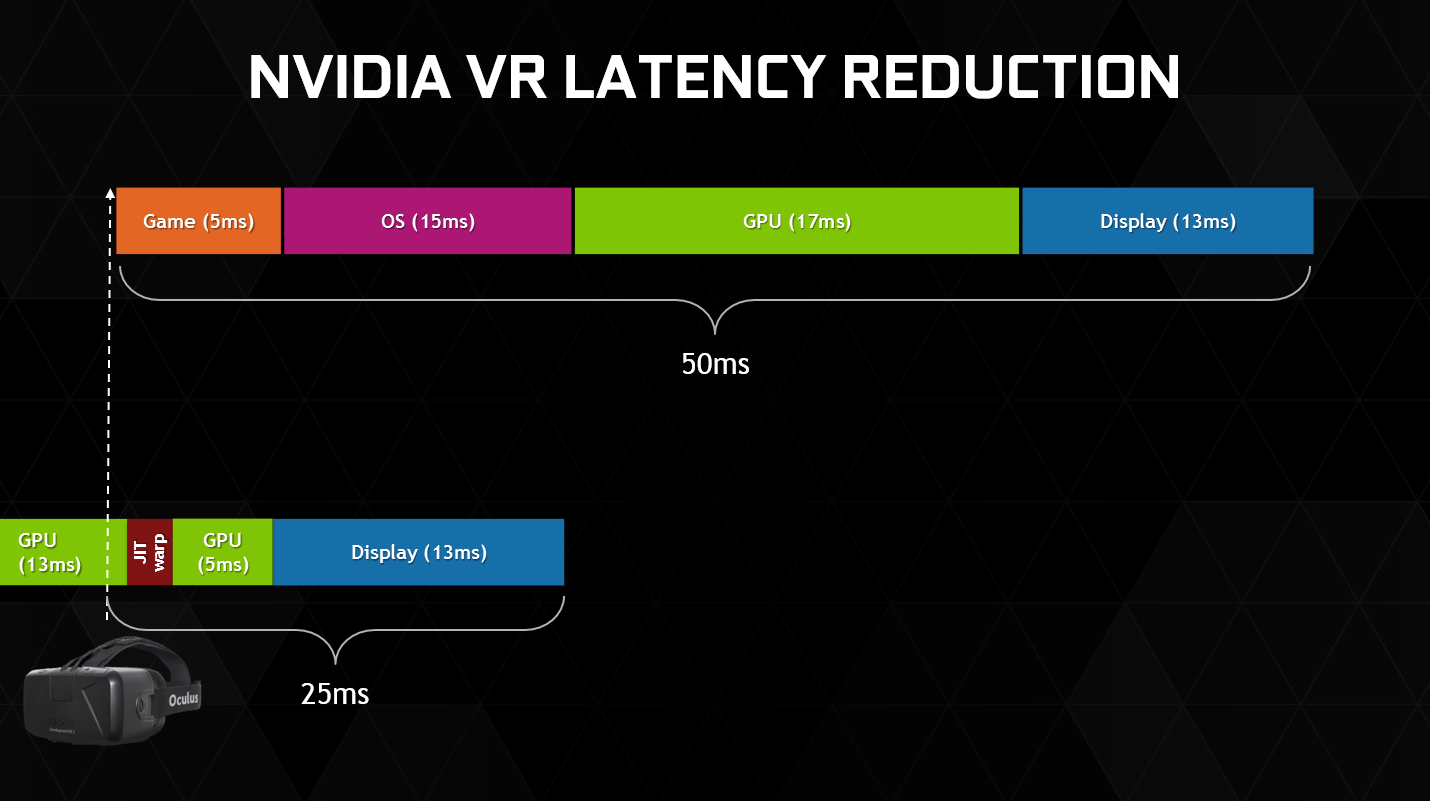 NVIDIA VR LATENCY REDUCTION
Game (5ms)
OS (15ms)
GPU (17ms)
Display (13ms)
50ms
GPU
(13ms)
JIT
warp
GPU
(5ms)
Display (13ms)
25ms
Oculus